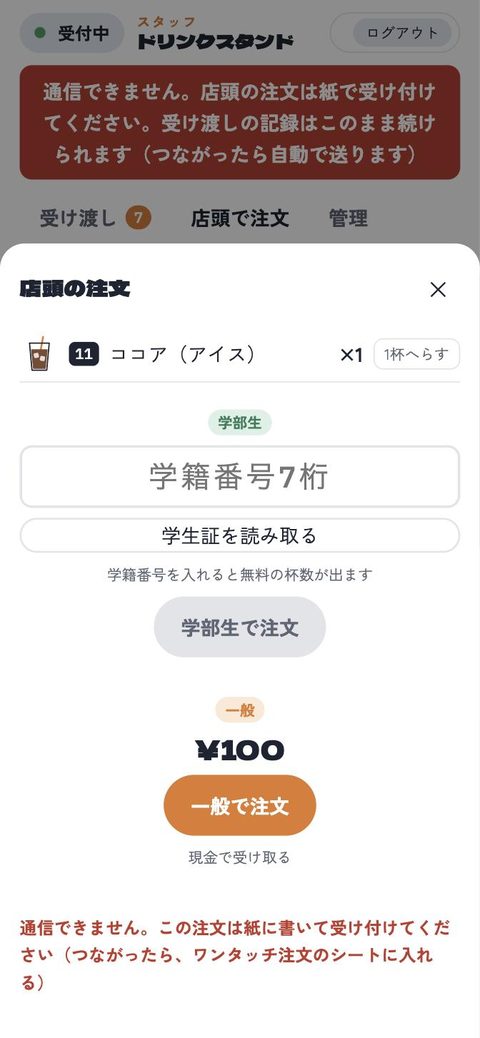 受付中
スタッフ
ドリンクスタンド
ログアウト
通信できません。店頭の注文は紙で受け付け
てください。受け渡しの記録はこのまま続け
られます（つながったら自動で送ります）
受け渡し 7 店頭で注文 管理
店頭の注文
11 ココア（アイス） ×1 1杯へらす
学部生
学籍番号7桁
学生証を読み取る
学籍番号を入れると無料の杯数が出ます
学部生で注文
一般
¥100
一般で注文
現金で受け取る
通信できません。この注文は紙に書いて受け付けてくだ
さい（つながったら、ワンタッチ注文のシートに入れ
る）